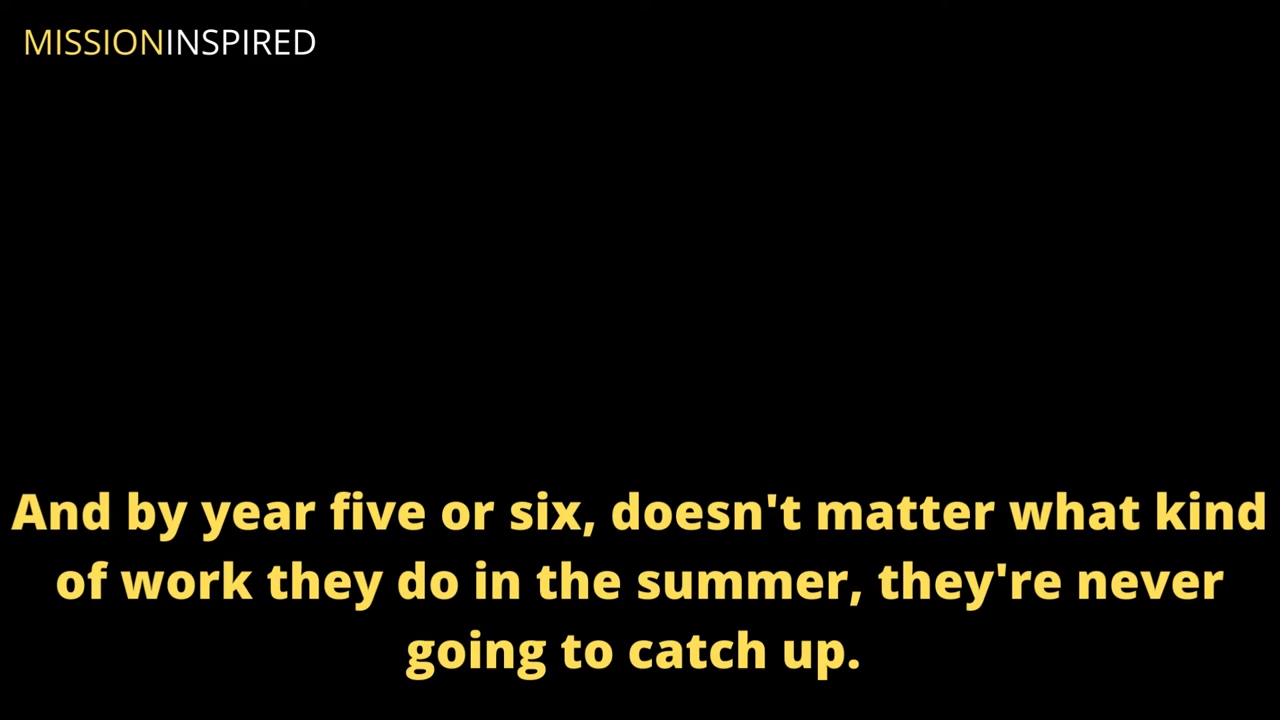 MISSIONINSPIRED
And by year five or six, doesn't matter what kind
of work they do in the summer, they're never
going to catch up.